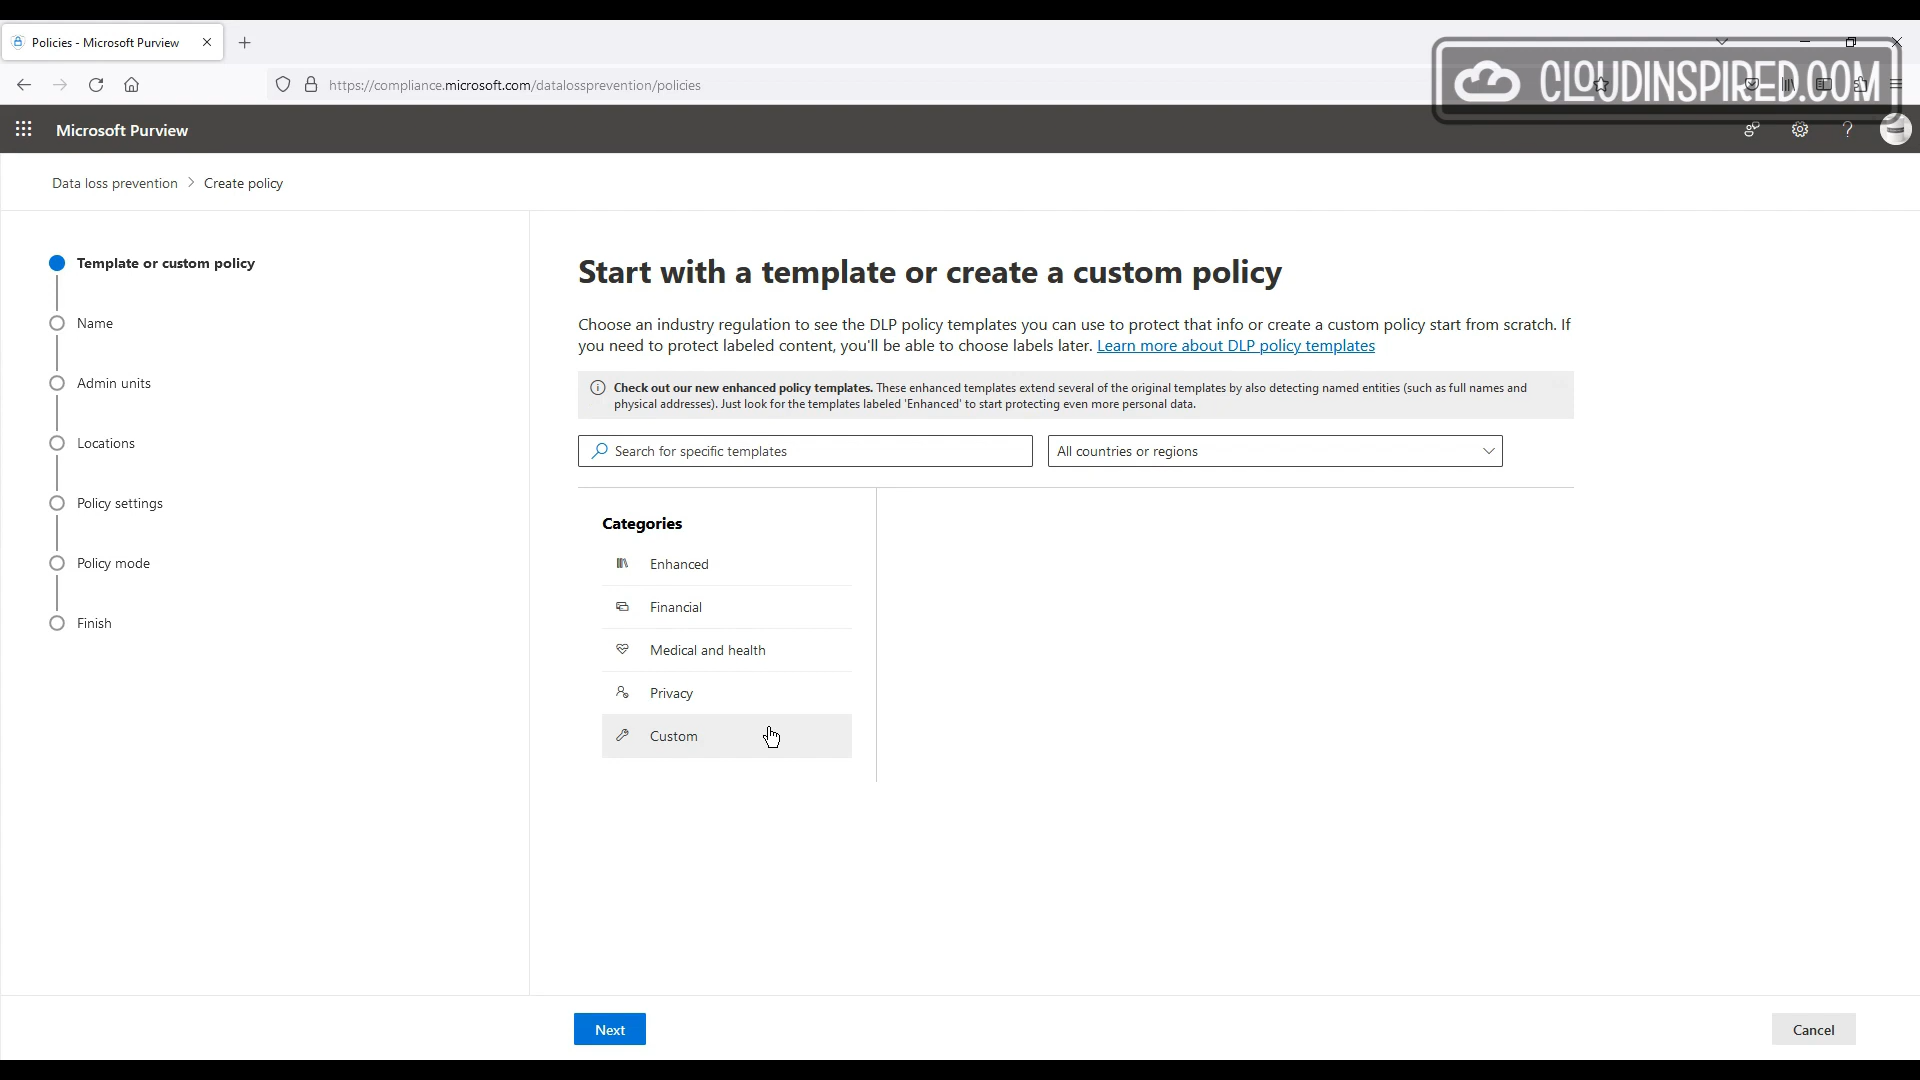 Policies - Microsoft Purview
https://compliance.microsoft.com/datalossprevention/policies
CLOUDINSPIRED.COM
Microsoft Purview
Data loss prevention > Create policy
Template or custom policy
Name
Admin units
Locations
Policy settings
Policy mode
Finish
Start with a template or create a custom policy
Choose an industry regulation to see the DLP policy templates you can use to protect that info or create a custom policy start from scratch. If
you need to protect labeled content, you'll be able to choose labels later. Learn more about DLP policy templates
Check out our new enhanced policy templates. These enhanced templates extend several of the original templates by also detecting named entities (such as full names and
physical addresses). Just look for the templates labeled 'Enhanced' to start protecting even more personal data.
Search for specific templates
All countries or regions
Categories
Enhanced
Financial
Medical and health
Privacy
Custom
Next
Cancel